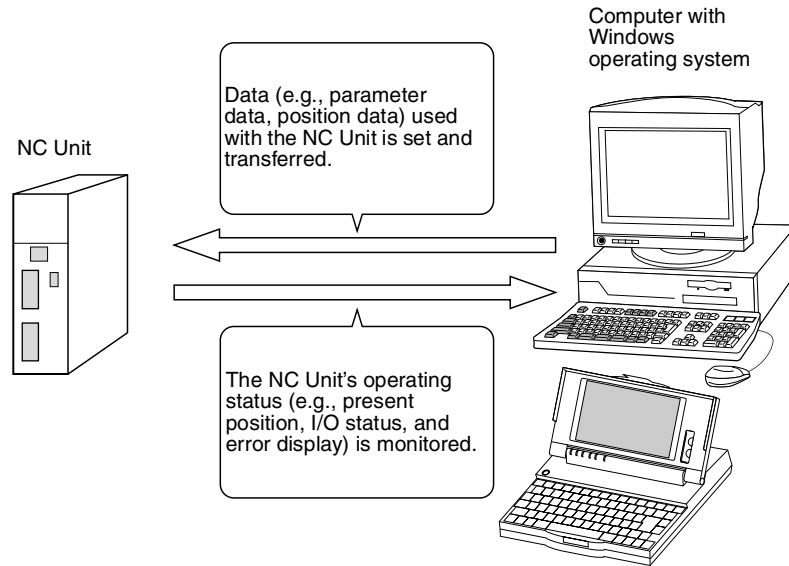 Computer with
Windows
operating system
Data (e.g., parameter
data, position data) used
with the NC Unit is set and
transferred.
NC Unit
The NC Unit's operating
status (e.g., present
position, I/O status, and
error display) is monitored.